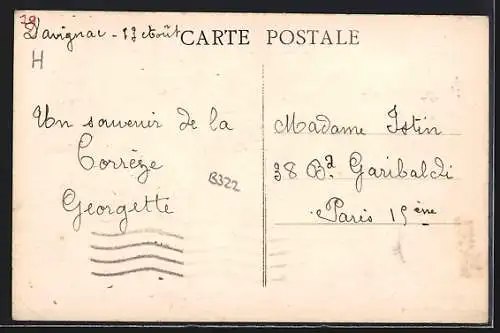 19
Davignac - 13 Août
CARTE POSTALE
H
Un souvenir de la
Corrèze
Georgette
B322
Madame Istin
38 Bd Garibaldi
Paris 15ème